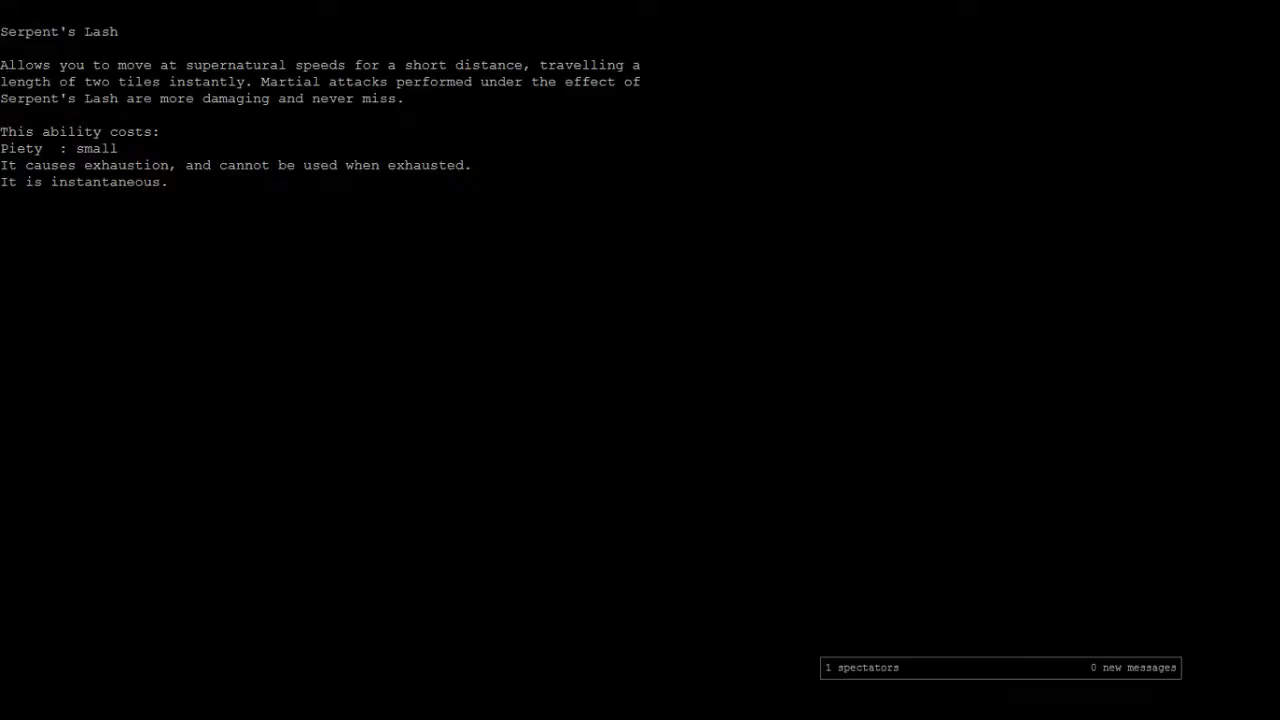 Serpent's Lash
Allows you to move at supernatural speeds for a short distance, travelling a
length of two tiles instantly. Martial attacks performed under the effect of
Serpent's Lash are more damaging and never miss.
This ability costs:
Piety  : small
It causes exhaustion, and cannot be used when exhausted.
It is instantaneous.
1 spectators 0 new messages